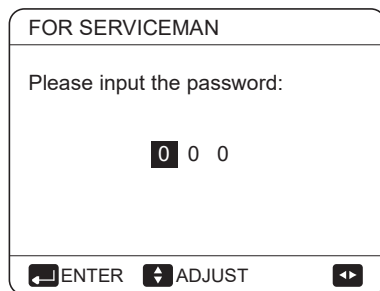 FOR SERVICEMAN
Please input the password:
0 0 0
ENTER ADJUST